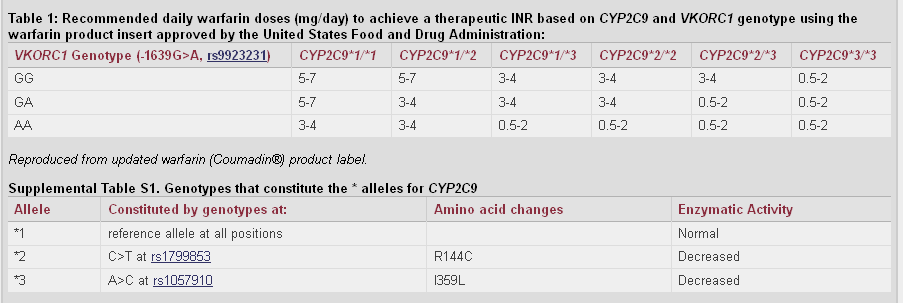 Table 1: Recommended daily warfarin doses (mg/day) to achieve a therapeutic INR based on CYP2C9 and VKORC1 genotype using the
warfarin product insert approved by the United States Food and Drug Administration:
VKORC1 Genotype (-1639G>A, rs9923231) CYP2C9*1/*1 CYP2C9*1/*2 CYP2C9*1/*3 CYP2C9*2/*2 CYP2C9*2/*3 CYP2C9*3/*3
GG 5-7 5-7 3-4 3-4 3-4 0.5-2
GA 5-7 3-4 3-4 3-4 0.5-2 0.5-2
AA 3-4 3-4 0.5-2 0.5-2 0.5-2 0.5-2
Reproduced from updated warfarin (Coumadin®) product label.
Supplemental Table S1. Genotypes that constitute the * alleles for CYP2C9
Allele Constituted by genotypes at: Amino acid changes Enzymatic Activity
*1 reference allele at all positions Normal
*2 C>T at rs1799853 R144C Decreased
*3 A>C at rs1057910 I359L Decreased